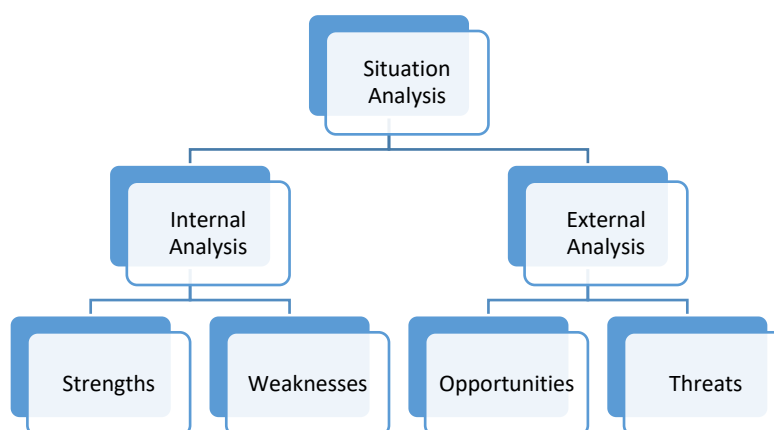 Situation
Analysis
Internal
Analysis
External
Analysis
Strengths
Weaknesses
Opportunities
Threats